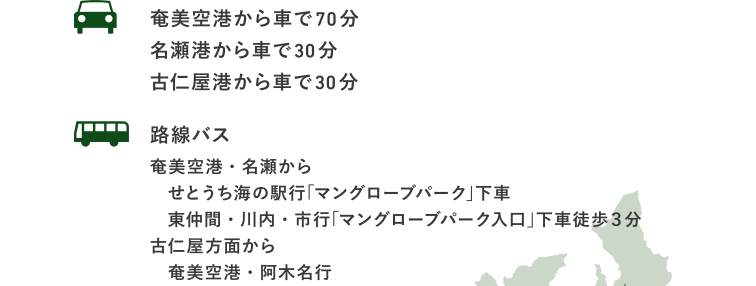 奄美空港から車で70分
名瀬港から車で30分
古仁屋港から車で30分
路線バス
奄美空港・名瀬から
せとうち海の駅行「マングローブパーク」下車
東仲間・川内・市行「マングローブパーク入口」下車徒歩3分
古仁屋方面から
奄美空港・阿木名行